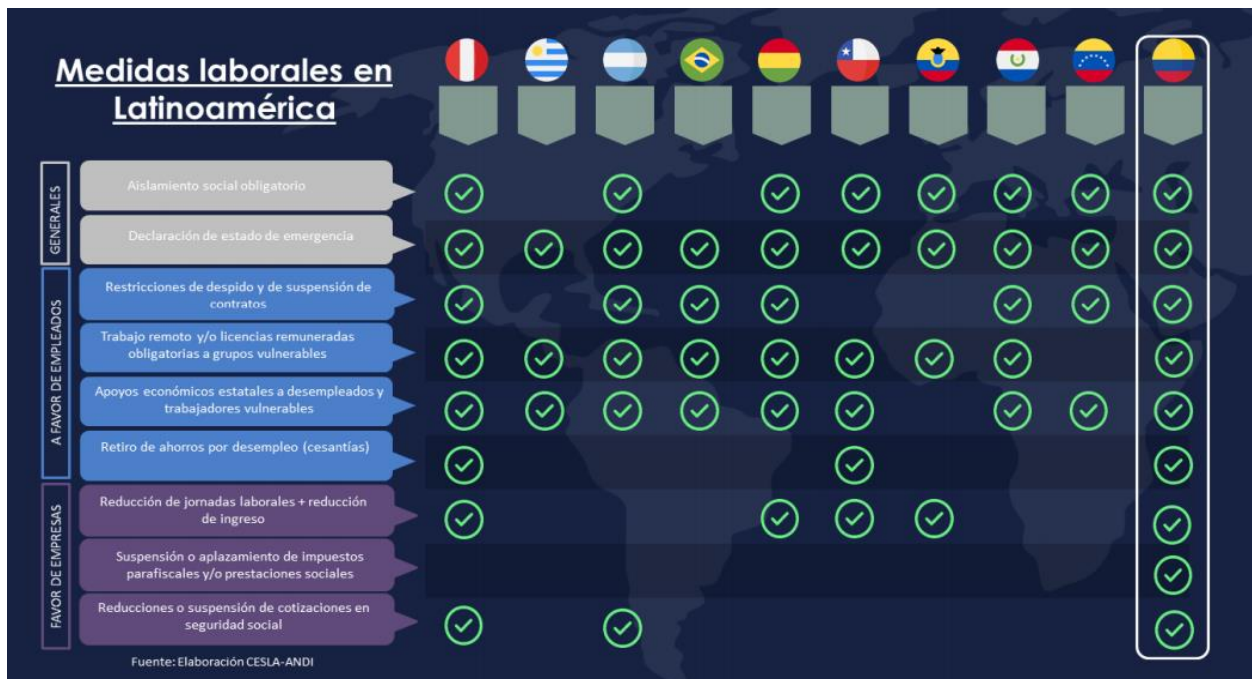 Medidas laborales en
Latinoamérica
GENERALES
Aislamiento social obligatorio
Declaración de estado de emergencia
A FAVOR DE EMPLEADOS
Restricciones de despido y de suspensión de
contratos
Trabajo remoto y/o licencias remuneradas
obligatorias a grupos vulnerables
Apoyos económicos estatales a desempleados y
trabajadores vulnerables
Retiro de ahorros por desempleo (cesantías)
FAVOR DE EMPRESAS
Reducción de jornadas laborales + reducción
de ingreso
Suspensión o aplazamiento de impuestos
parafiscales y/o prestaciones sociales
Reducciones o suspensión de cotizaciones en
seguridad social
Fuente: Elaboración CESLA-ANDI